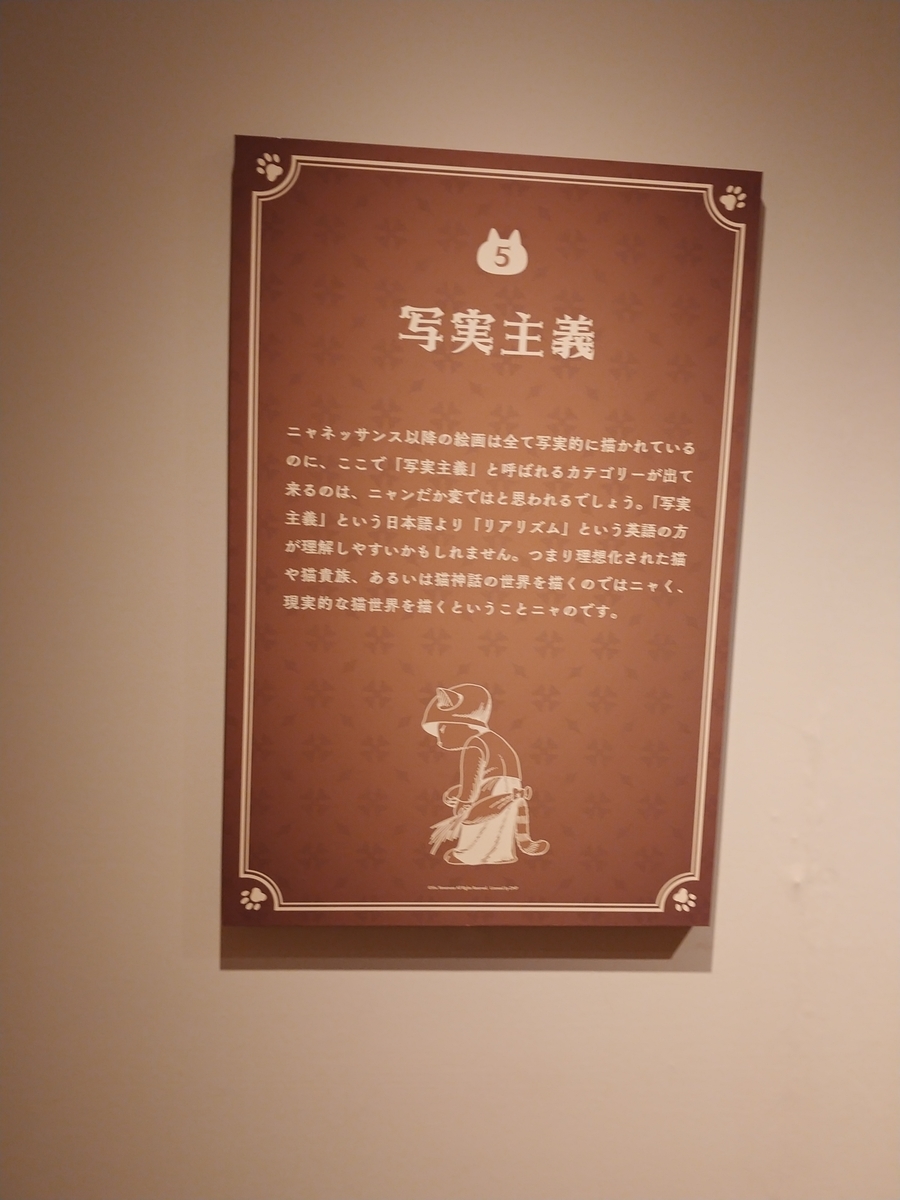 5
写実主義
ニャネッサンス以降の絵画は全て写実的に描かれている
のに、ここで「写実主義」と呼ばれるカテゴリーが出て
来るのは、ニャンだか変ではと思われるでしょう。「写実
主義」という日本語より「リアリズム」という英語の方
が理解しやすいかもしれません。つまり理想化された猫
や猫貴族、あるいは猫神話の世界を描くのではニャく、
現実的な猫世界を描くということニャのです。